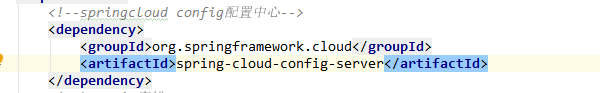 <!--springcloud config配置中心-->
<dependency>
<groupId>org.springframework.cloud</groupId>
<artifactId>spring-cloud-config-server</artifactId>
</dependency>